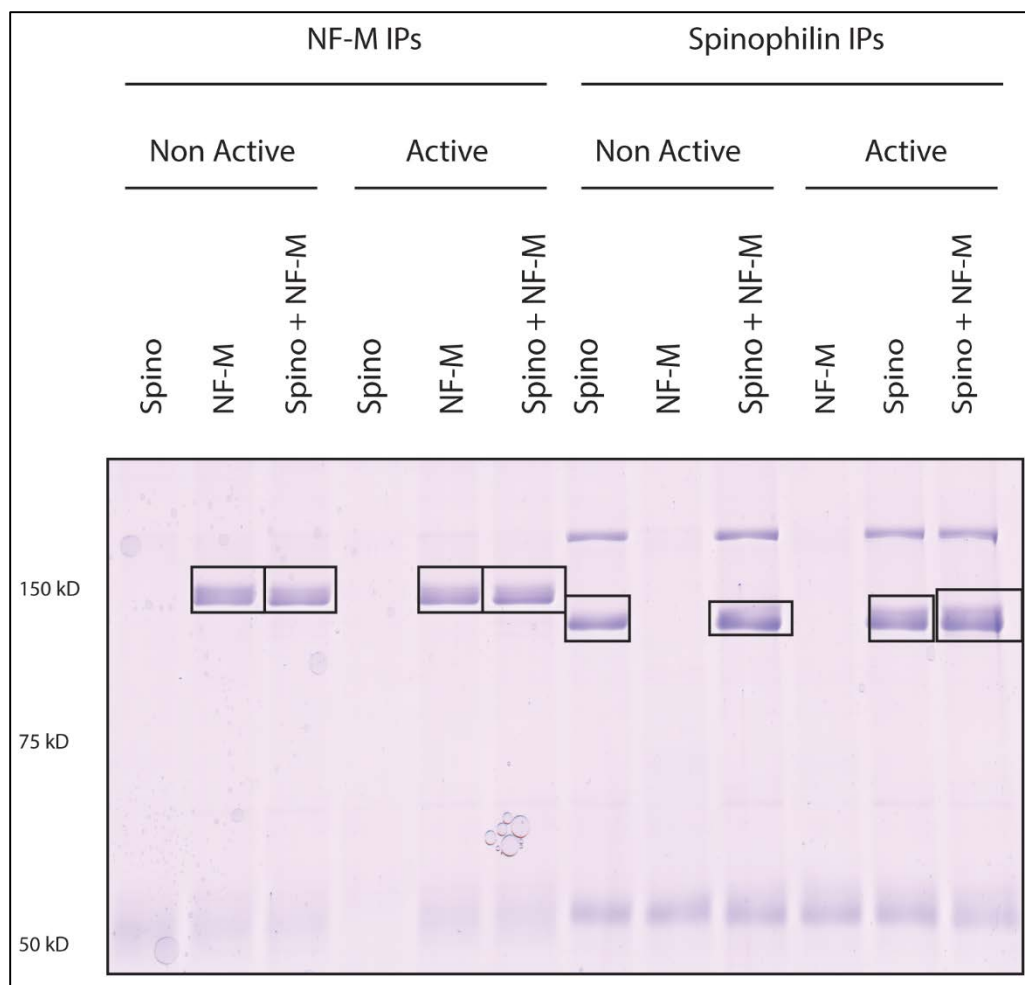 NF-M IPs Spinophilin IPs
Non Active Active Non Active Active
Spino NF-M Spino + NF-M Spino NF-M Spino + NF-M Spino NF-M Spino + NF-M NF-M Spino Spino + NF-M
150 kD
75 kD
50 kD